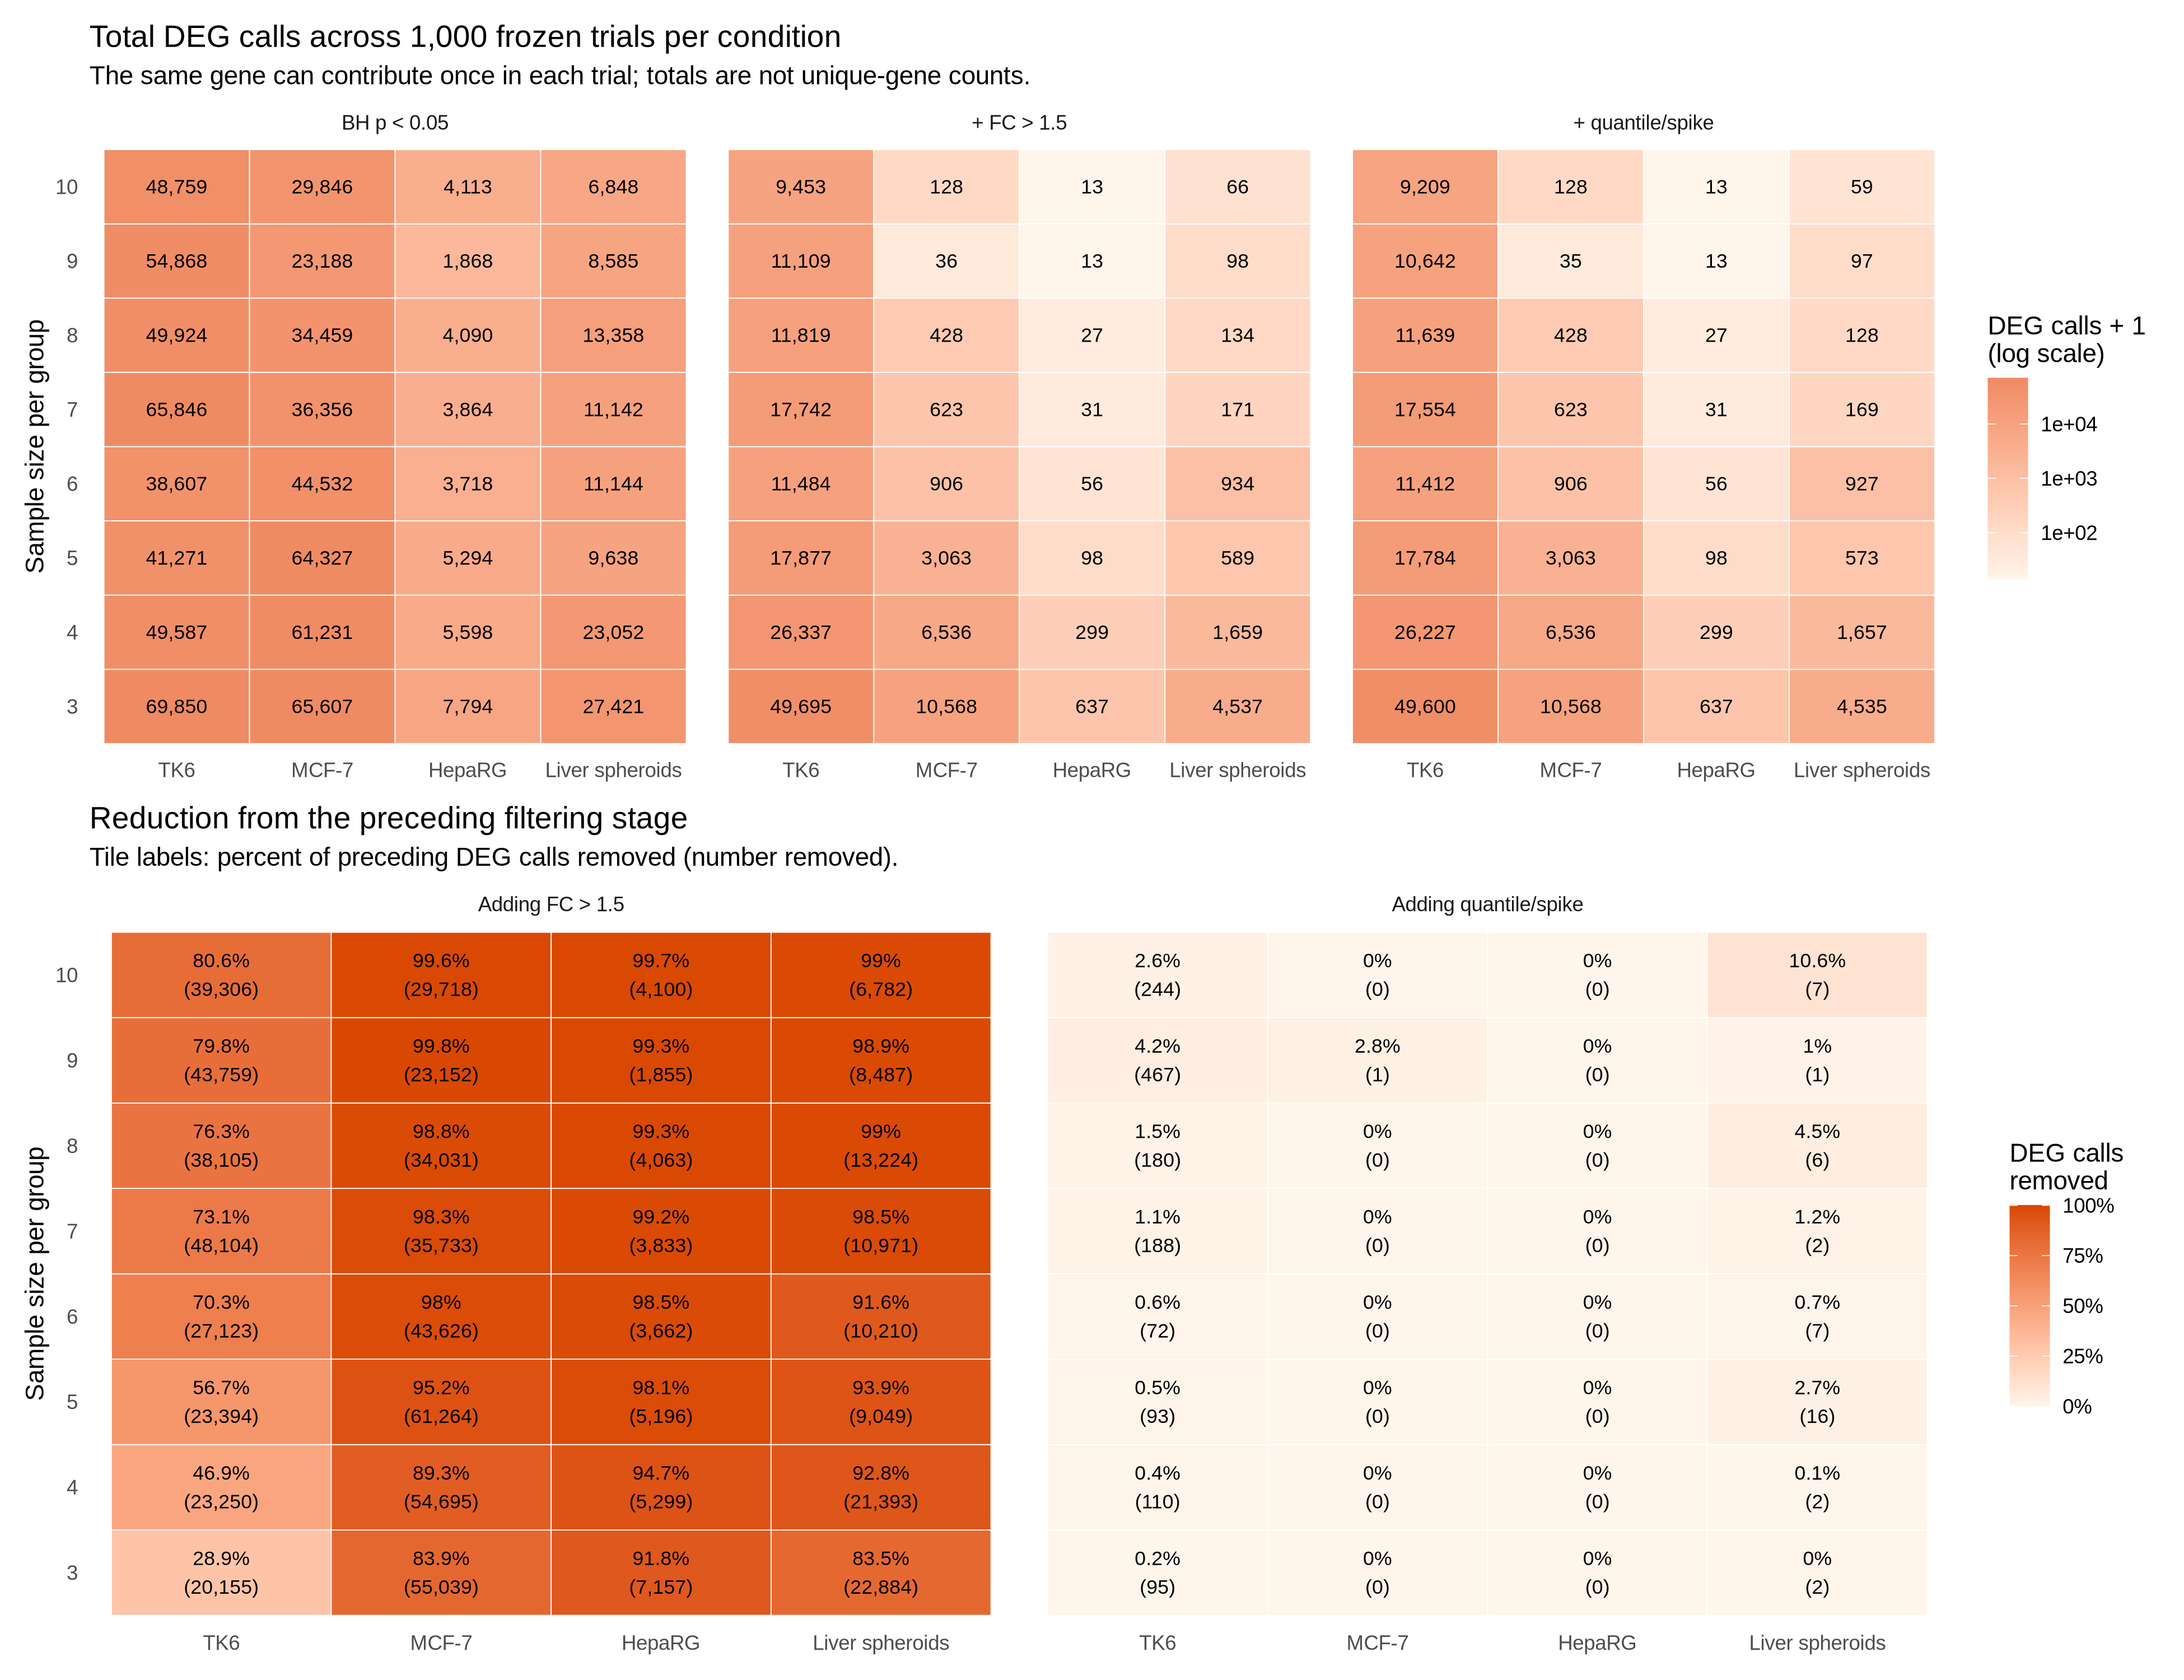 Total DEG calls across 1,000 frozen trials per condition
The same gene can contribute once in each trial; totals are not unique-gene counts.
BH p < 0.05 + FC > 1.5 + quantile/spike
10 48,759 29,846 4,113 6,848 9,453 128 13 66 9,209 128 13 59
9 54,868 23,188 1,868 8,585 11,109 36 13 98 10,642 35 13 97
8 49,924 34,459 4,090 13,358 11,819 428 27 134 11,639 428 27 128
7 65,846 36,356 3,864 11,142 17,742 623 31 171 17,554 623 31 169
6 38,607 44,532 3,718 11,144 11,484 906 56 934 11,412 906 56 927
5 41,271 64,327 5,294 9,638 17,877 3,063 98 589 17,784 3,063 98 573
4 49,587 61,231 5,598 23,052 26,337 6,536 299 1,659 26,227 6,536 299 1,657
3 69,850 65,607 7,794 27,421 49,695 10,568 637 4,537 49,600 10,568 637 4,535
TK6 MCF-7 HepaRG Liver spheroids TK6 MCF-7 HepaRG Liver spheroids TK6 MCF-7 HepaRG Liver spheroids
Sample size per group
DEG calls + 1
(log scale)
1e+04
1e+03
1e+02
Reduction from the preceding filtering stage
Tile labels: percent of preceding DEG calls removed (number removed).
Adding FC > 1.5 Adding quantile/spike
10
80.6% 99.6% 99.7% 99% 2.6% 0% 0% 10.6%
(39,306) (29,718) (4,100) (6,782) (244) (0) (0) (7)
9
79.8% 99.8% 99.3% 98.9% 4.2% 2.8% 0% 1%
(43,759) (23,152) (1,855) (8,487) (467) (1) (0) (1)
8
76.3% 98.8% 99.3% 99% 1.5% 0% 0% 4.5%
(38,105) (34,031) (4,063) (13,224) (180) (0) (0) (6)
7
73.1% 98.3% 99.2% 98.5% 1.1% 0% 0% 1.2%
(48,104) (35,733) (3,833) (10,971) (188) (0) (0) (2)
6
70.3% 98% 98.5% 91.6% 0.6% 0% 0% 0.7%
(27,123) (43,626) (3,662) (10,210) (72) (0) (0) (7)
5
56.7% 95.2% 98.1% 93.9% 0.5% 0% 0% 2.7%
(23,394) (61,264) (5,196) (9,049) (93) (0) (0) (16)
4
46.9% 89.3% 94.7% 92.8% 0.4% 0% 0% 0.1%
(23,250) (54,695) (5,299) (21,393) (110) (0) (0) (2)
3
28.9% 83.9% 91.8% 83.5% 0.2% 0% 0% 0%
(20,155) (55,039) (7,157) (22,884) (95) (0) (0) (2)
TK6 MCF-7 HepaRG Liver spheroids TK6 MCF-7 HepaRG Liver spheroids
Sample size per group
DEG calls
removed
100%
75%
50%
25%
0%